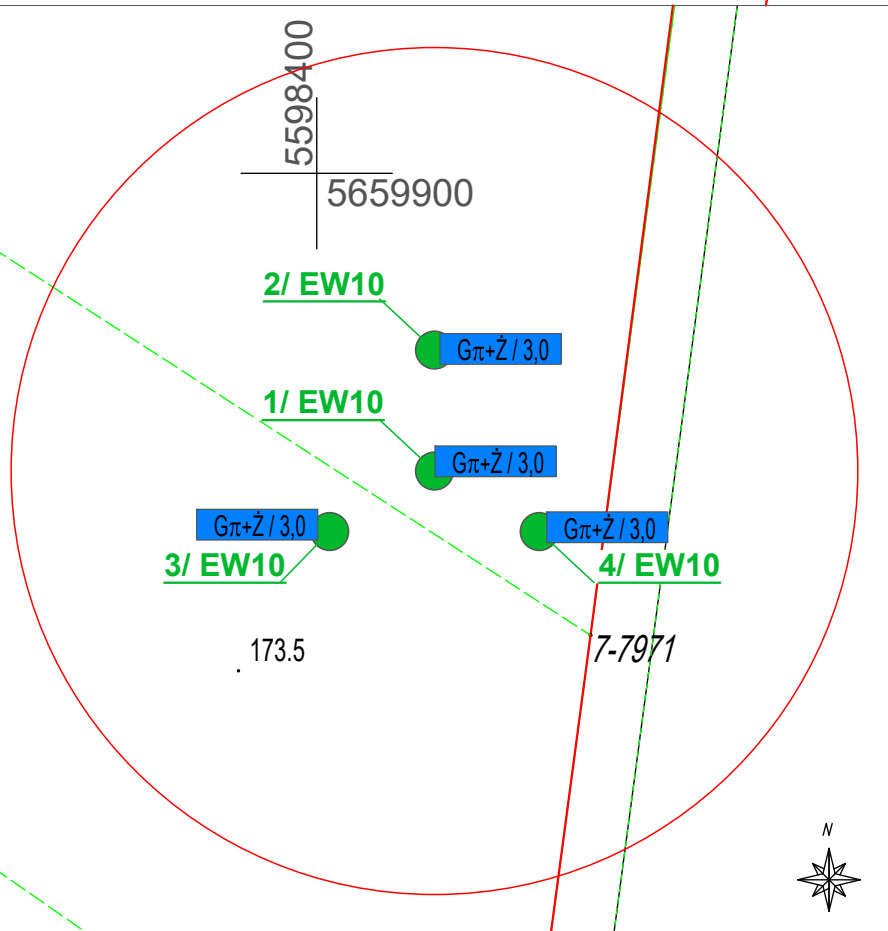 5598400
5659900
2/ EW10
Gπ+Ż / 3,0
1/ EW10
Gπ+Ż / 3,0
Gπ+Ż / 3,0
3/ EW10
Gπ+Ż / 3,0
4/ EW10
173.5
7-7971
N